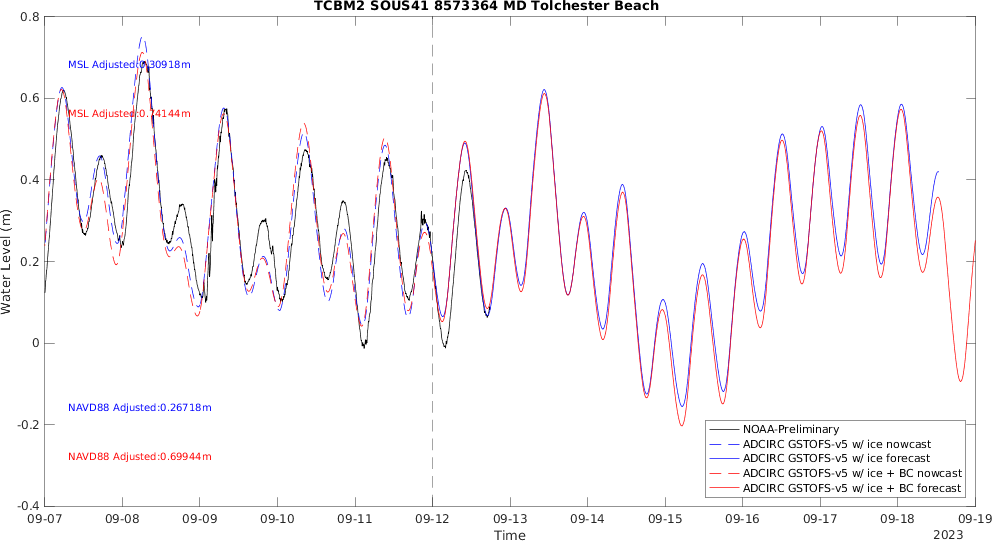 TCBM2 SOUS41 8573364 MD Tolchester Beach
0.8
0.6
0.4
0.2
0
-0.2
-0.4
Water Level (m)
MSL Adjusted:0.30918m
MSL Adjusted:0.74144m
NAVD88 Adjusted:0.26718m
NAVD88 Adjusted:0.69944m
NOAA-Preliminary
ADCIRC GSTOFS-v5 w/ ice nowcast
ADCIRC GSTOFS-v5 w/ ice forecast
ADCIRC GSTOFS-v5 w/ ice + BC nowcast
ADCIRC GSTOFS-v5 w/ ice + BC forecast
09-07 09-08 09-09 09-10 09-11 09-12 09-13 09-14 09-15 09-16 09-17 09-18 09-19
Time
2023